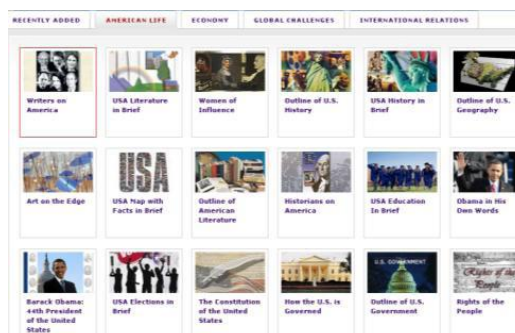 RECENTLY ADDED
AMERICAN LIFE
ECONOMY
GLOBAL CHALLENGES
INTERNATIONAL RELATIONS
Writers on
America
USA Literature
in Brief
Women of
Influence
Outline of U.S.
History
USA History in
Brief
Outline of U.S.
Geography
Art on the Edge
USA
USA Map with
Facts in Brief
Outline of
American
Literature
Historians on
America
USA Education
In Brief
Obama in His
Own Words
Barack Obama:
44th President
of the United
States
USA Elections in
Brief
The Constitution
of the United
States
How the U.S. is
Governed
U.S. GOVERNMENT
Outline of U.S.
Government
Rights of the
People
Rights of the
People